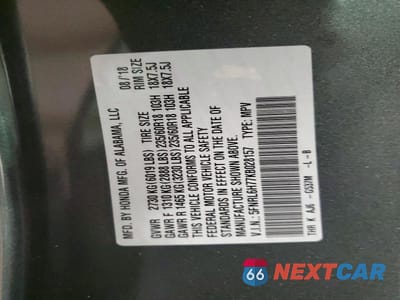 MFD. BY HONDA MFG. OF ALABAMA, LLC 08/'18
GVWR 2730 KG (6019 LBS) TIRE SIZE RIM SIZE
GAWR F 1310 KG (2888 LBS) 235/60R18 103H 18X7.5J
GAWR R 1465 KG (3230 LBS) 235/60R18 103H 18X7.5J
THIS VEHICLE CONFORMS TO ALL APPLICABLE
FEDERAL MOTOR VEHICLE SAFETY
STANDARDS IN EFFECT ON THE DATE OF
MANUFACTURE SHOWN ABOVE.
V.I.N.: 5FNRL6H77KB028157 TYPE: MPV
THR K AJ6 -L-B
66 NEXTCAR